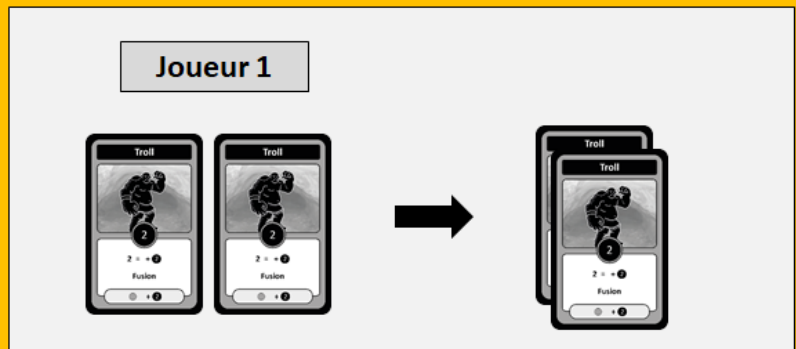 Joueur 1
Troll
2
2 = +2
Fusion
+2
Troll
2
2 = +2
Fusion
+2
Troll
Troll
2
2 = +2
Fusion
+2